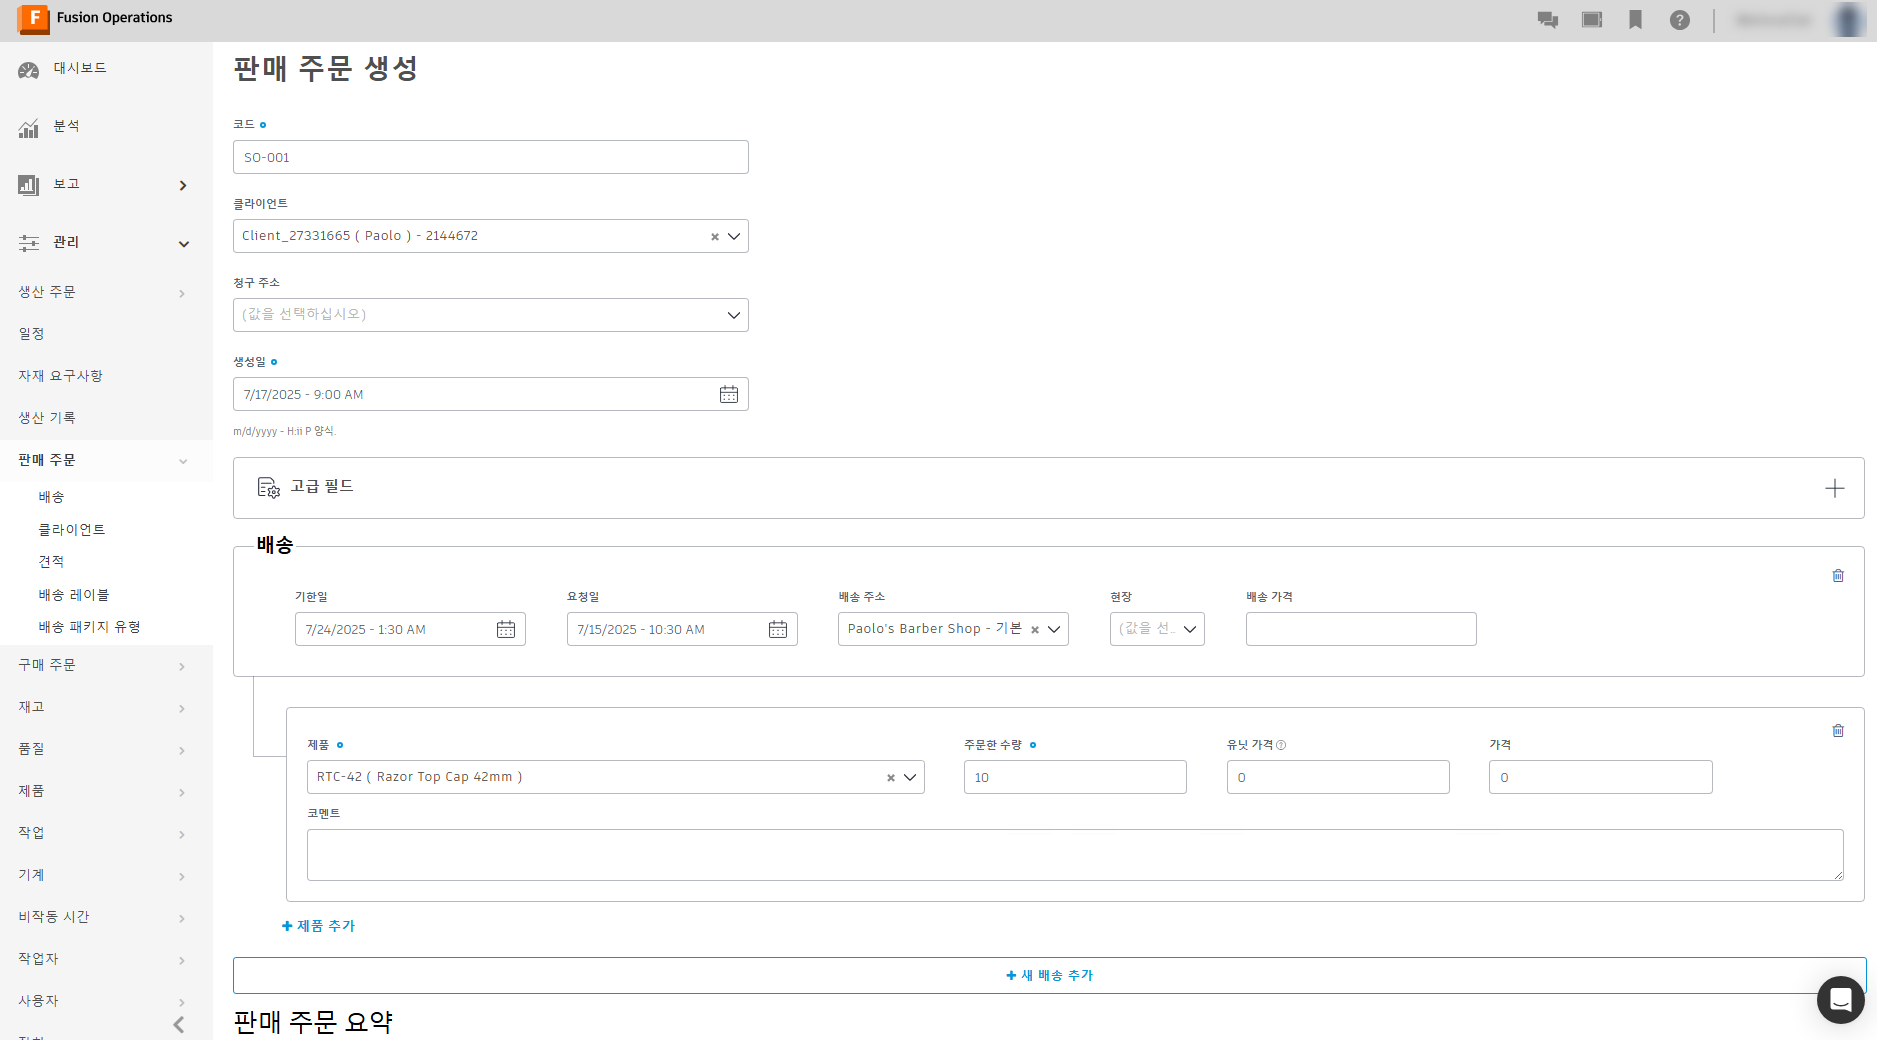 F Fusion Operations
?
대시보드
분석
보고
관리
생산 주문
일정
자재 요구사항
생산 기록
판매 주문
배송
클라이언트
견적
배송 레이블
배송 패키지 유형
구매 주문
재고
품질
제품
작업
기계
비작동 시간
작업자
사용자
판매 주문 생성
코드
SO-001
클라이언트
Client_27331665 ( Paolo ) - 2144672
청구 주소
(값을 선택하십시오)
생성일
7/17/2025 - 9:00 AM
m/d/yyyy - H:ii P 양식.
고급 필드
배송
기한일 요청일 배송 주소 현장 배송 가격
7/24/2025 - 1:30 AM 7/15/2025 - 10:30 AM Paolo's Barber Shop - 기본 (값을 선..
제품 주문한 수량 유닛 가격 가격
RTC-42 ( Razor Top Cap 42mm ) 10 0 0
코멘트
+ 제품 추가
+ 새 배송 추가
판매 주문 요약